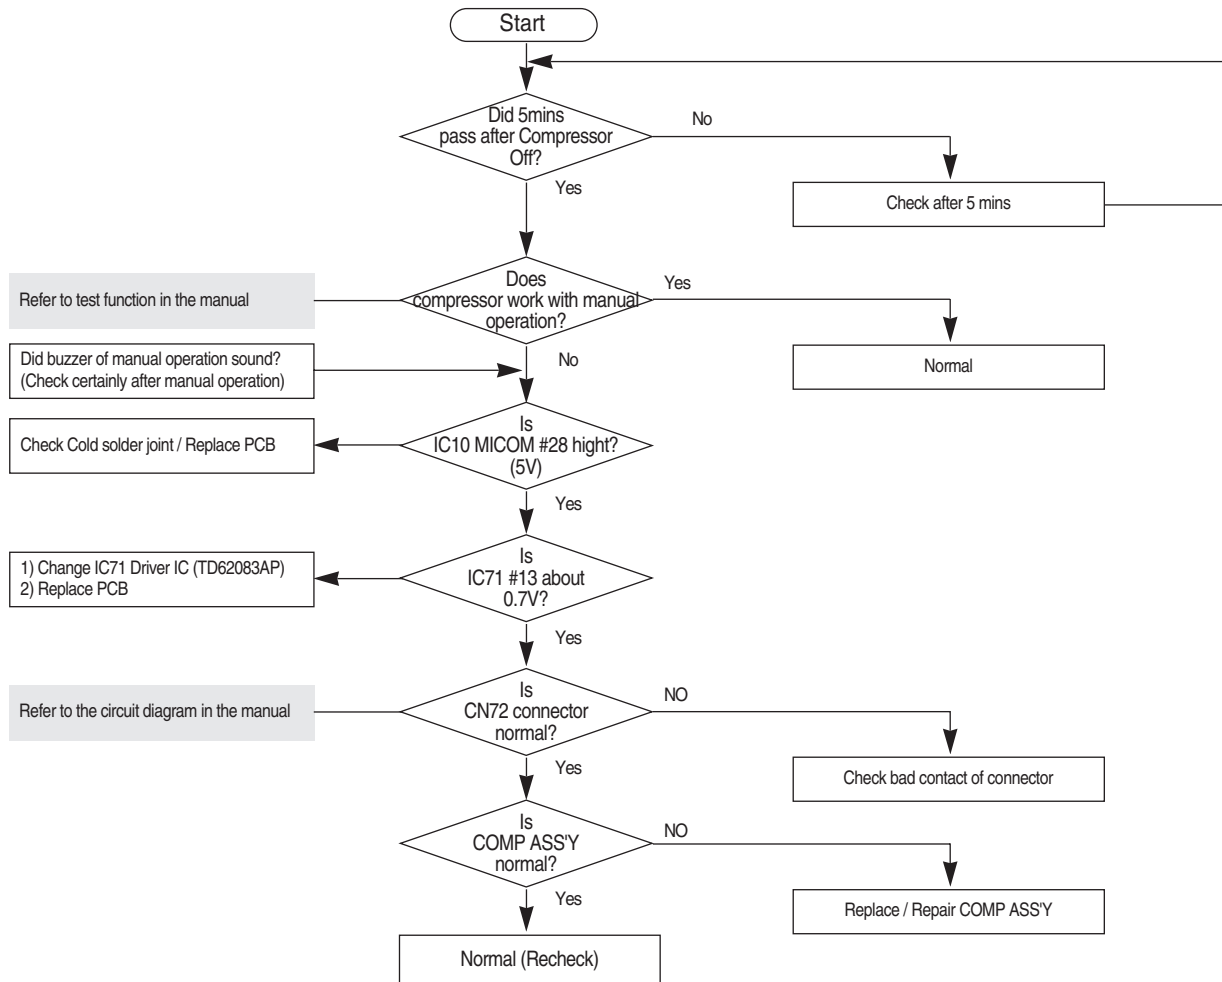 Start
Did 5mins
pass after Compressor
Off?
No
Yes
Check after 5 mins
Does
compressor work with manual
operation?
Yes
Refer to test function in the manual
No
Normal
Did buzzer of manual operation sound?
(Check certainly after manual operation)
Is
IC10 MICOM #28 hight?
(5V)
Check Cold solder joint / Replace PCB
Yes
Is
IC71 #13 about
0.7V?
1) Change IC71 Driver IC (TD62083AP)
2) Replace PCB
Yes
Is
CN72 connector
normal?
NO
Refer to the circuit diagram in the manual
Yes
Check bad contact of connector
Is
COMP ASS'Y
normal?
NO
Yes
Replace / Repair COMP ASS'Y
Normal (Recheck)